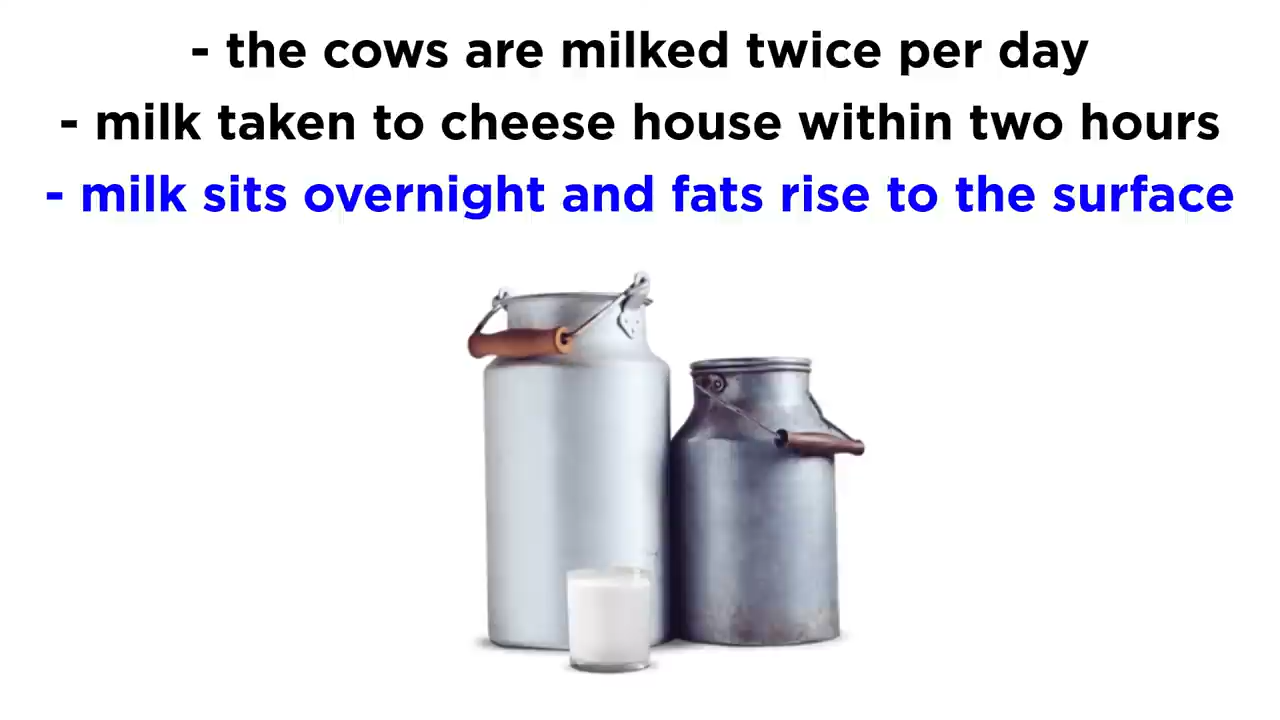 - the cows are milked twice per day
- milk taken to cheese house within two hours
- milk sits overnight and fats rise to the surface